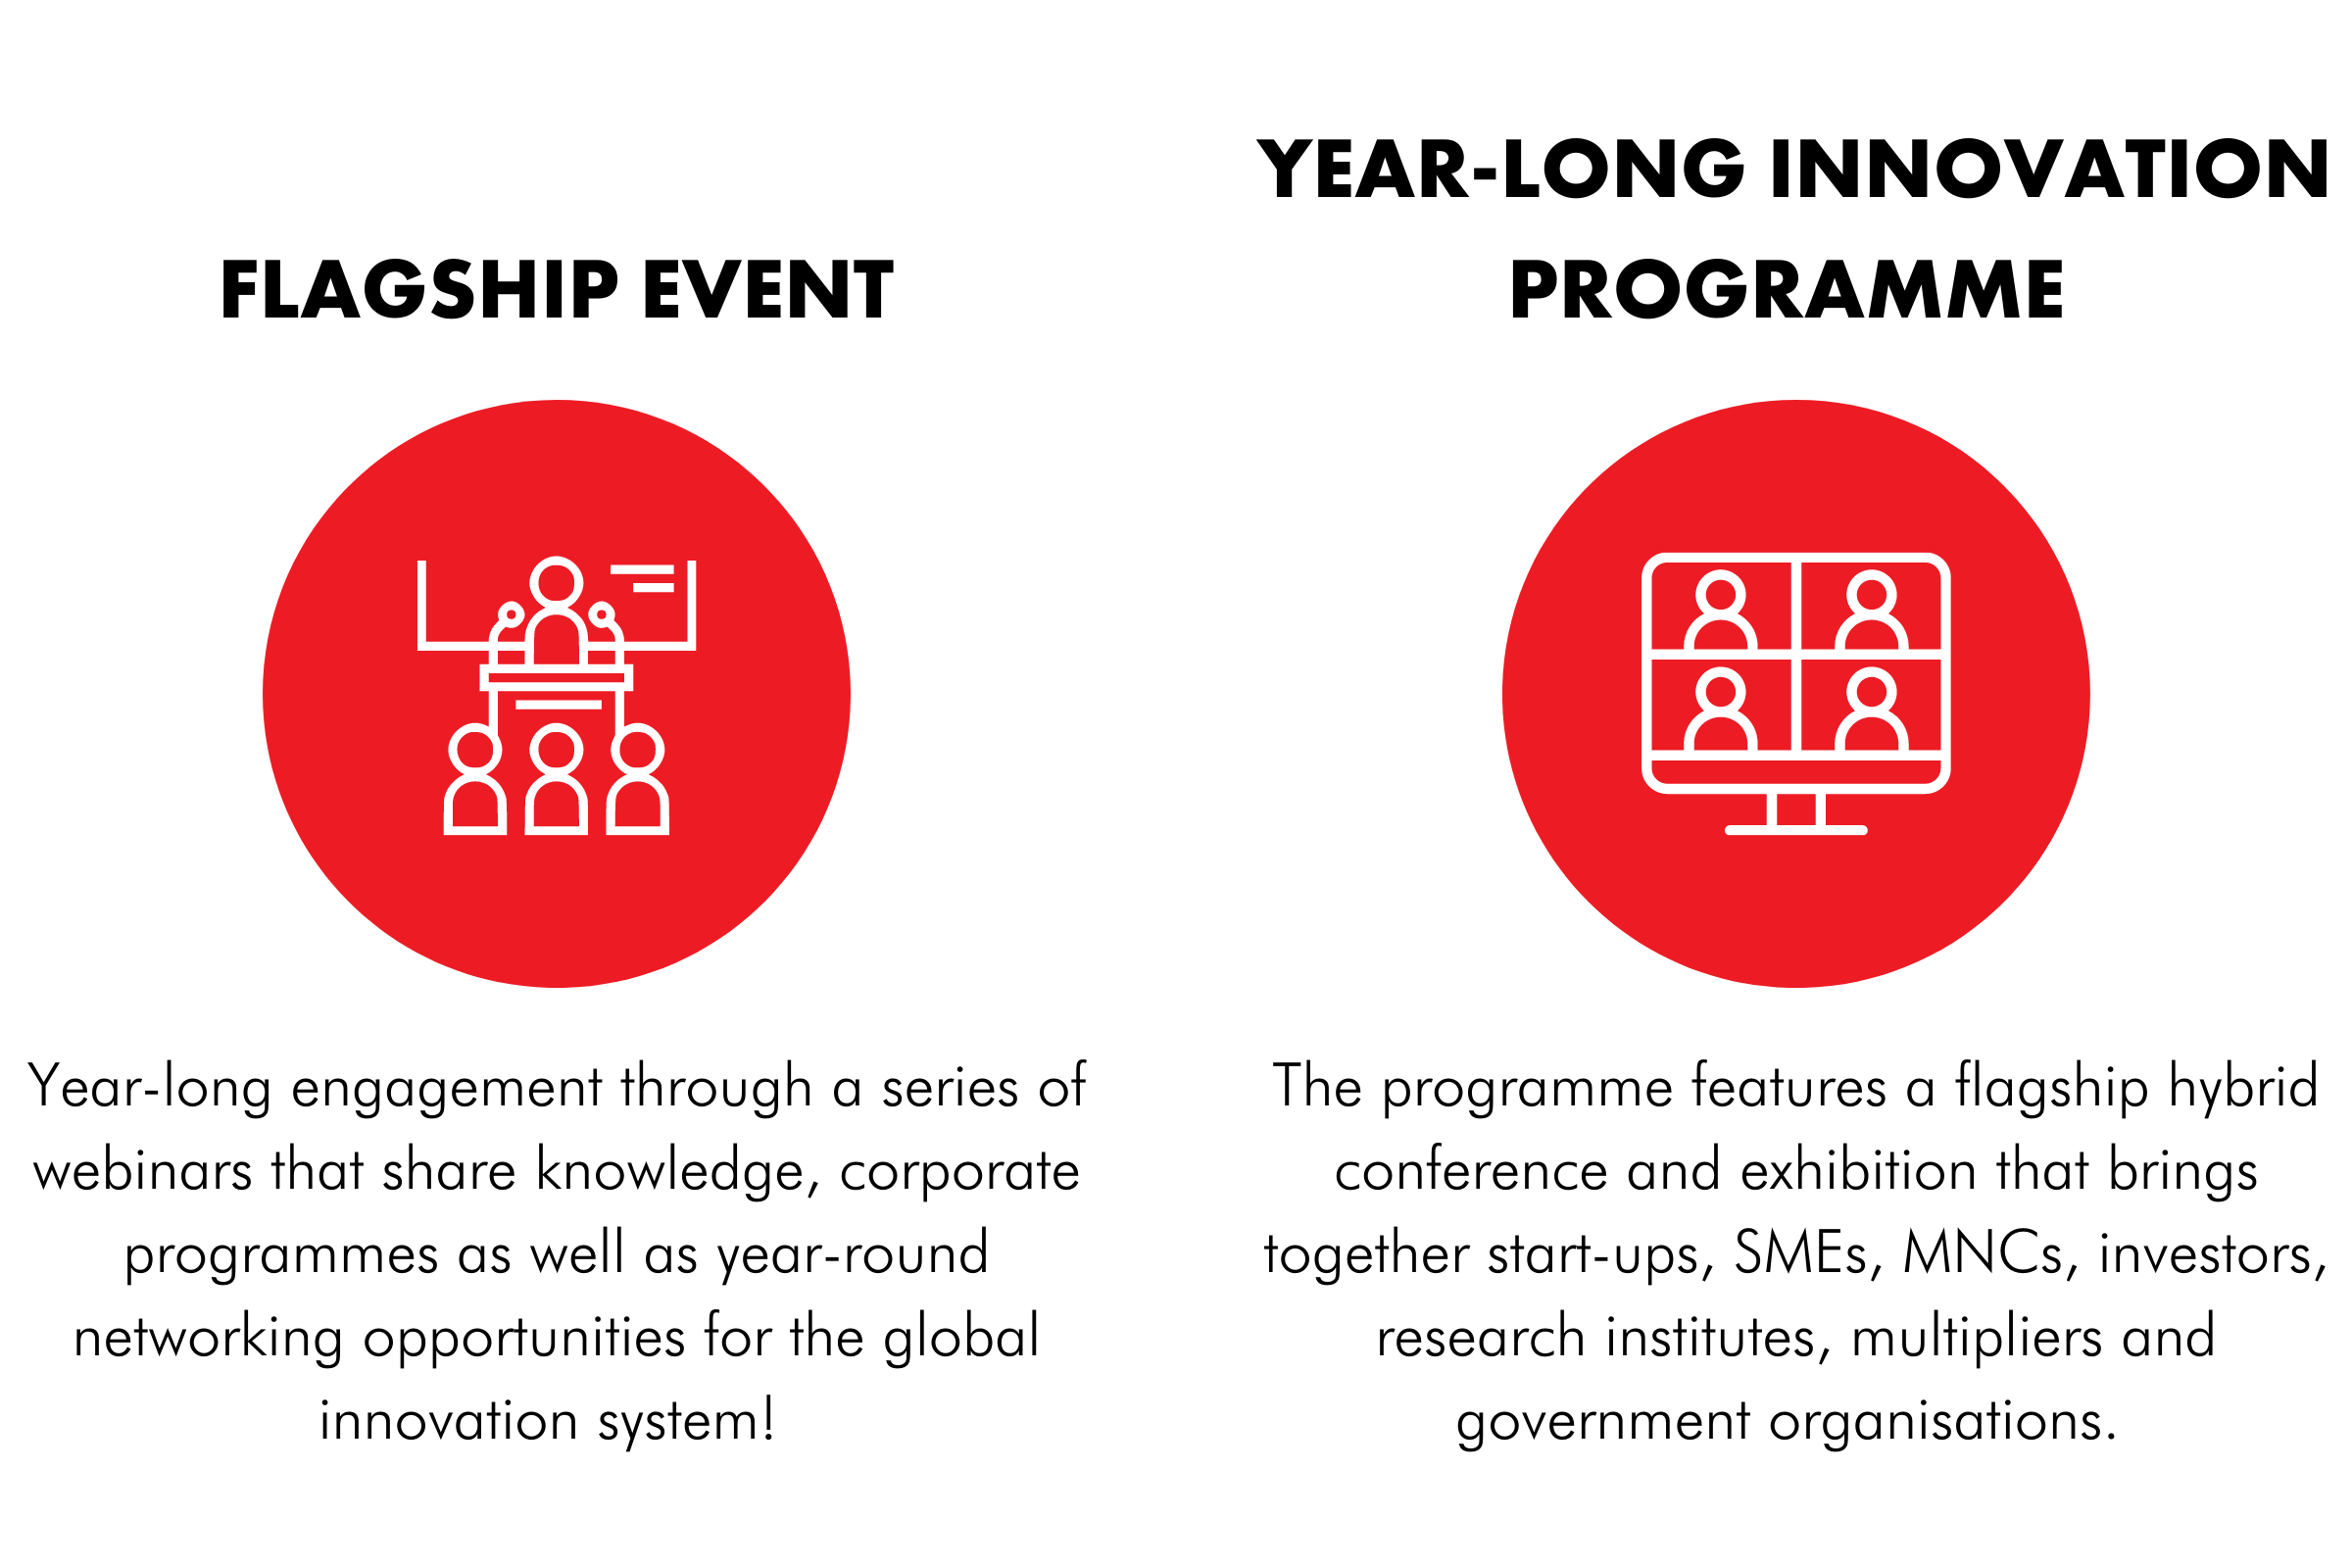 FLAGSHIP EVENT
Year-long engagement through a series of
webinars that share knowledge, corporate
programmes as well as year-round
networking opportunities for the global
innovation system!
YEAR-LONG INNOVATION
PROGRAMME
The programme features a flagship hybrid
conference and exhibition that brings
together start-ups, SMEs, MNCs, investors,
research institutes, multipliers and
government organisations.